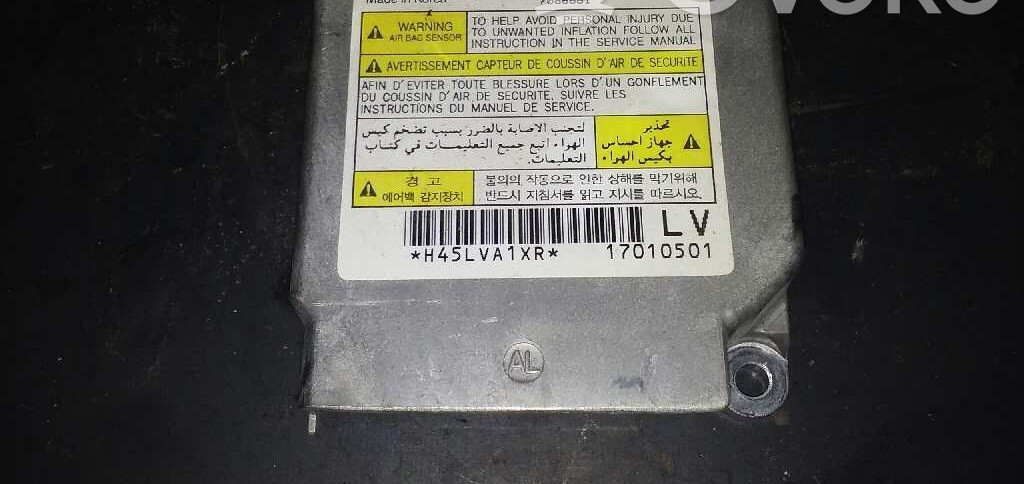 Made in Korea
WARNING
AIR BAG SENSOR
TO HELP AVOID PERSONAL INJURY DUE
TO UNWANTED INFLATION FOLLOW ALL
INSTRUCTION IN THE SERVICE MANUAL
AVERTISSEMENT CAPTEUR DE COUSSIN D'AIR DE SECURITE
AFIN D'EVITER TOUTE BLESSURE LORS D'UN GONFLEMENT
DU COUSSIN D'AIR DE SECURITE, SUIVRE LES
INSTRUCTIONS DU MANUEL DE SERVICE.
تحذير
جهاز احساس
بكيس الهواء
لتجنب الاصابة بالضرر بسبب تضخم كيس
الهواء اتبع جميع التعليمات في كتاب
التعليمات.
경 고
에어백 감지장치
불의의 작동으로 인한 상해를 막기위해
반드시 지침서를 읽고 지시를 따르시오.
LV
*H45LVA1XR*
17010501
AL